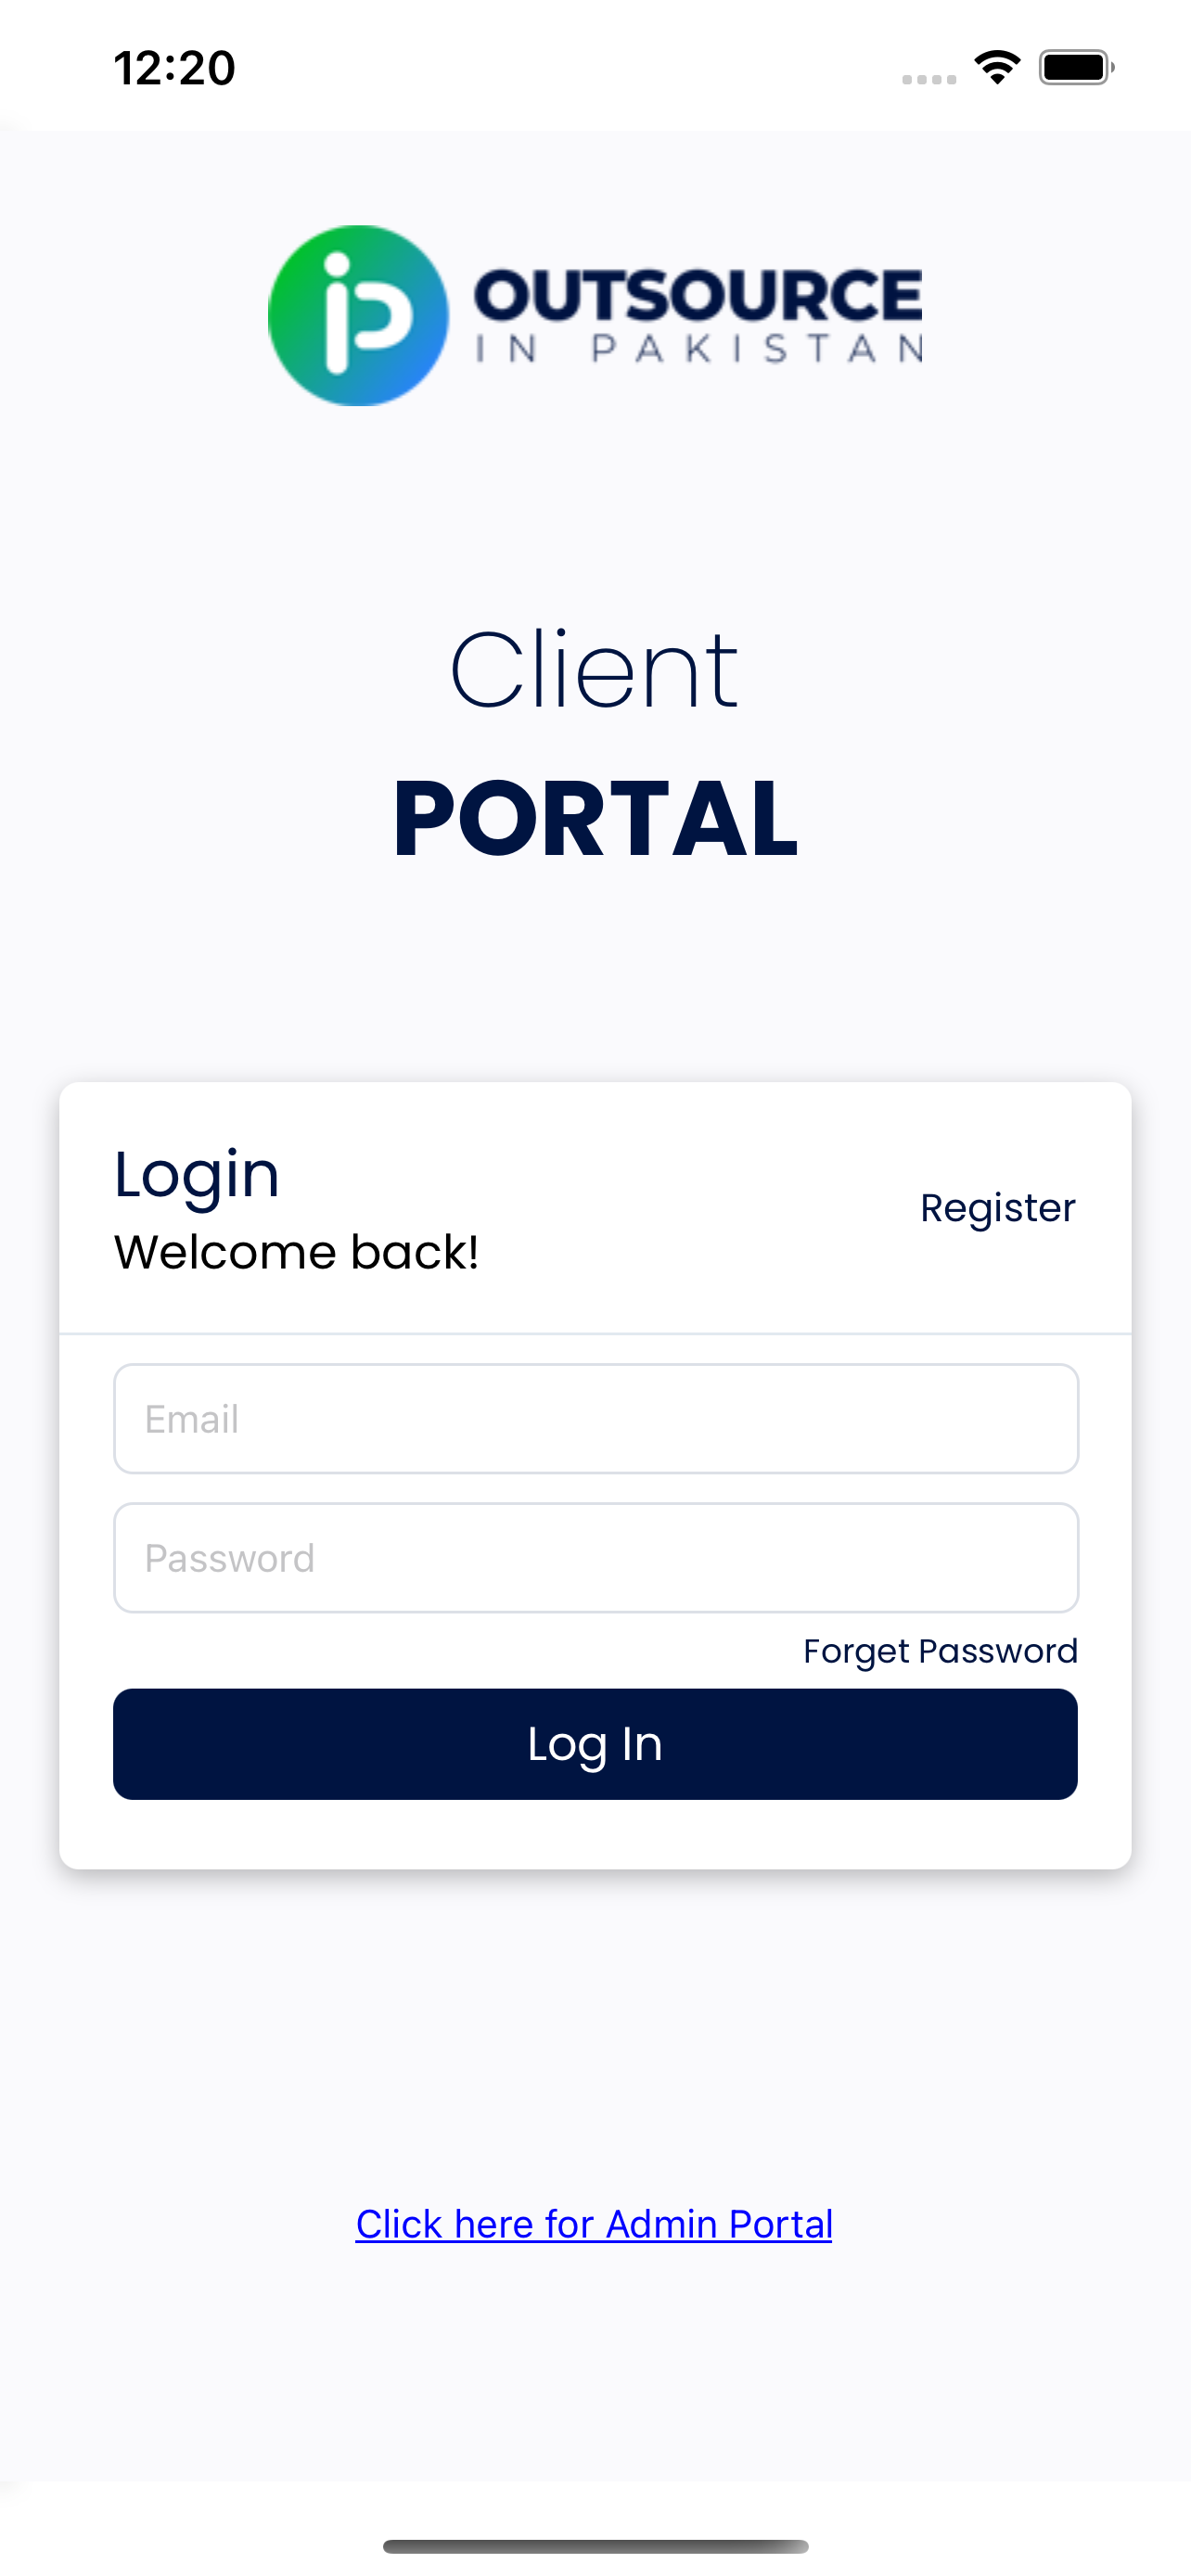 12:20
OUTSOURCE
IN PAKISTAN
Client
PORTAL
Login
Register
Welcome back!
Email
Password
Forget Password
Log In
Click here for Admin Portal